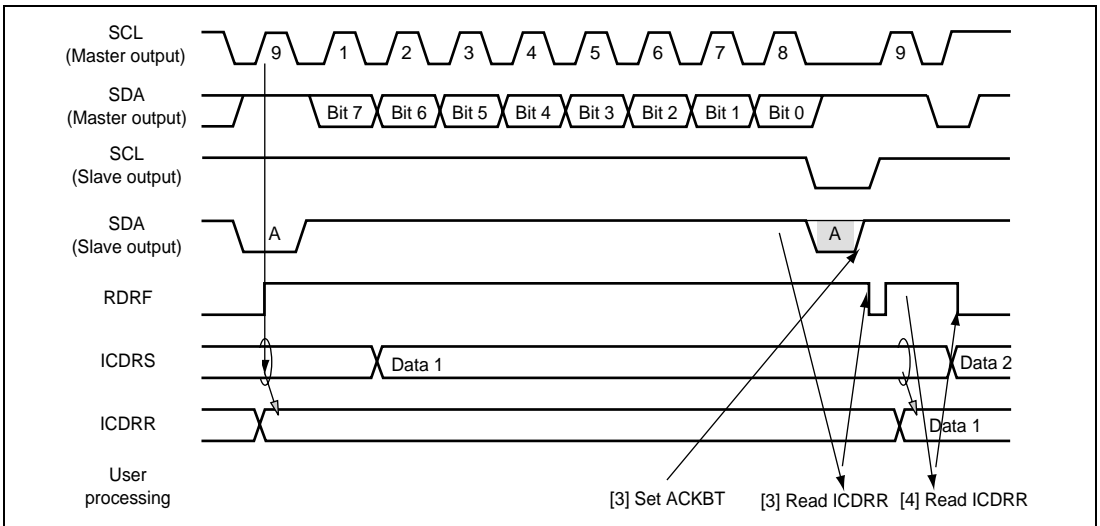 SCL
(Master output)
9 1 2 3 4 5 6 7 8 9
SDA
(Master output)
Bit 7 Bit 6 Bit 5 Bit 4 Bit 3 Bit 2 Bit 1 Bit 0
SCL
(Slave output)
SDA
(Slave output)
A A
RDRF
ICDRS
Data 1 Data 2
ICDRR
Data 1
User
processing
[3] Set ACKBT [3] Read ICDRR [4] Read ICDRR